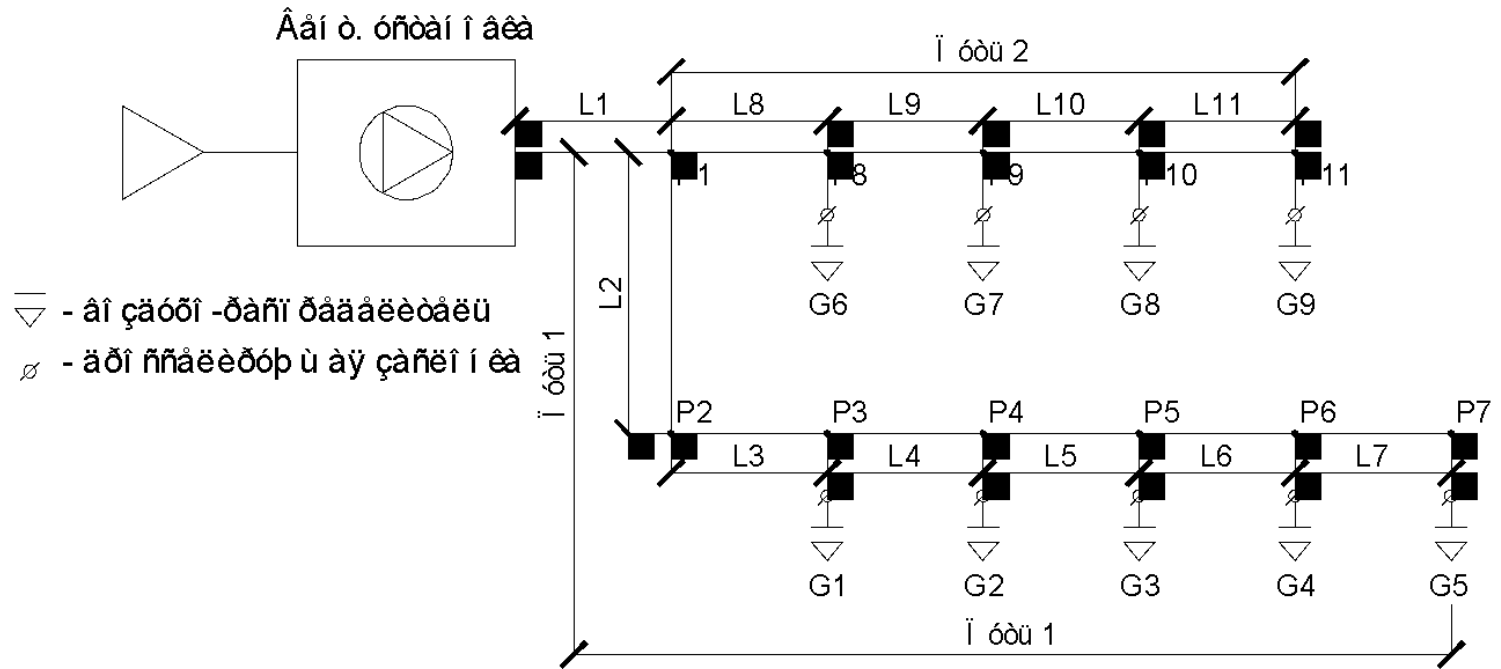 Âåí ò. óñòàí î âêà
Ï óòü 2
L1 L8 L9 L10 L11
1 8 9 10 11
G6 G7 G8 G9
L2
- âî çäóõî -ðàñï ðåäåëèòåëü
- äðî ññåëèðóþ ù àÿ çàñëî í êà
Ï óòü 1
P2 P3 P4 P5 P6 P7
L3 L4 L5 L6 L7
G1 G2 G3 G4 G5
Ï óòü 1